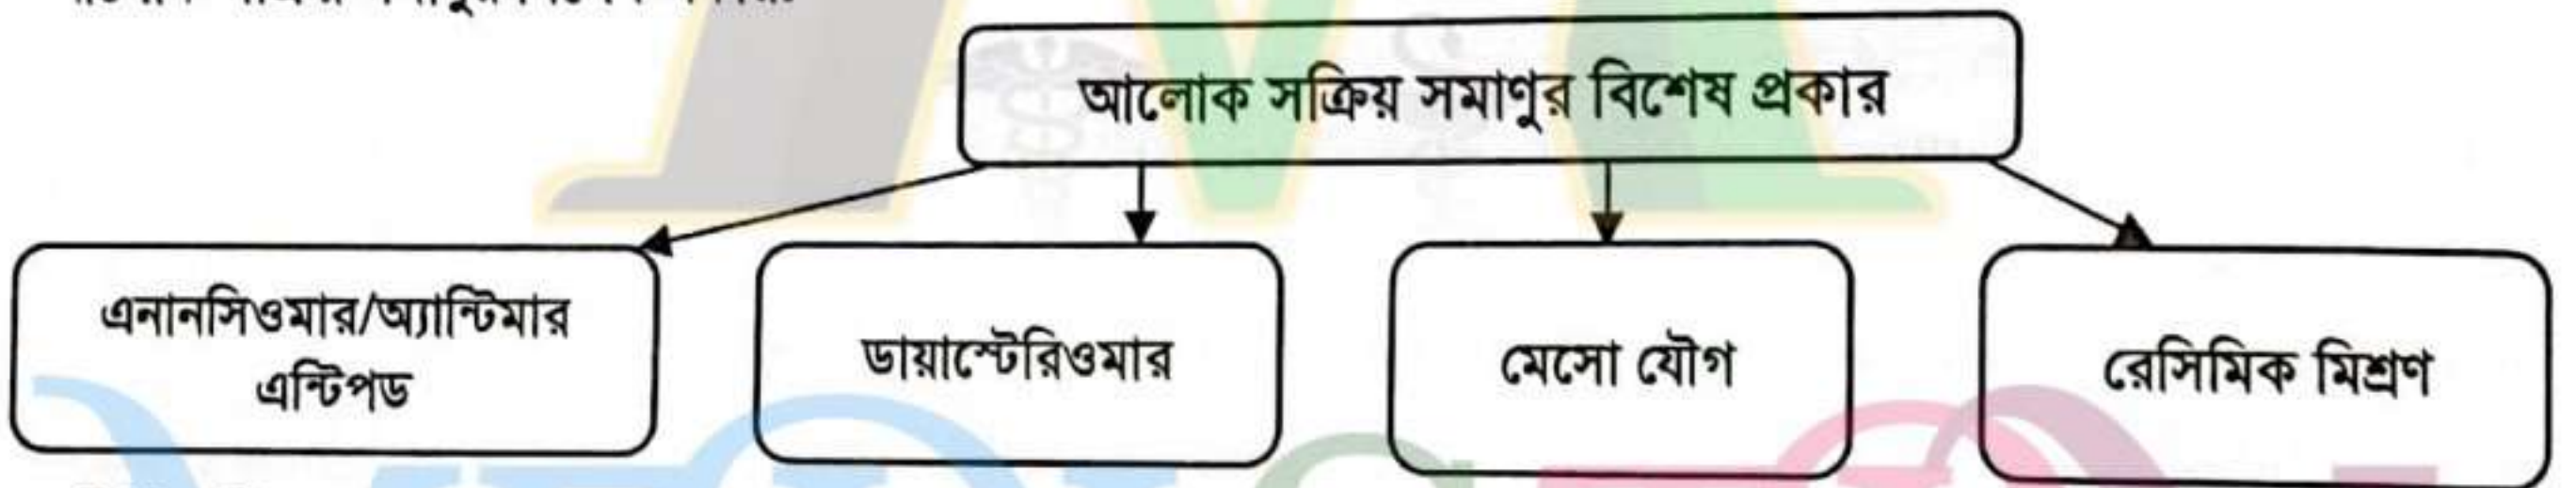 আলোক সক্রিয় সমাণুর বিশেষ প্রকার
এনানসিওমার/অ্যান্টিমার
এন্টিপড
ডায়াস্টেরিওমার
মেসো যৌগ
রেসিমিক মিশ্রণ